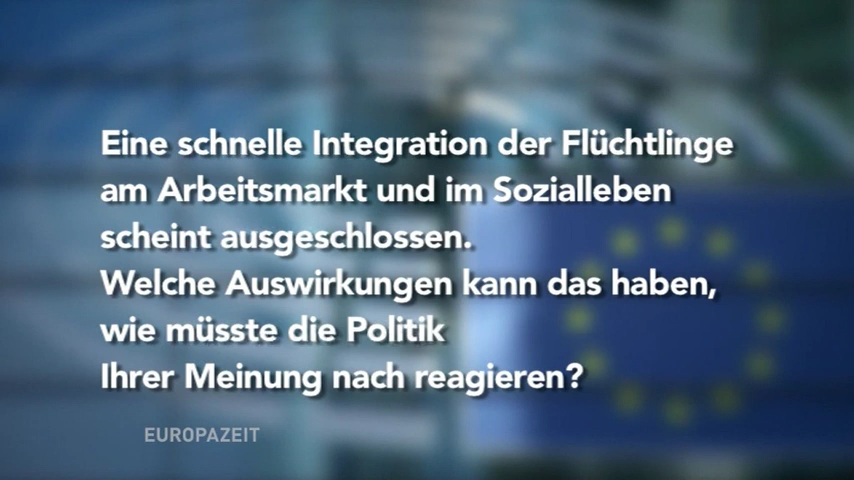 Eine schnelle Integration der Flüchtlinge
am Arbeitsmarkt und im Sozialleben
scheint ausgeschlossen.
Welche Auswirkungen kann das haben,
wie müsste die Politik
Ihrer Meinung nach reagieren?
EUROPAZEIT